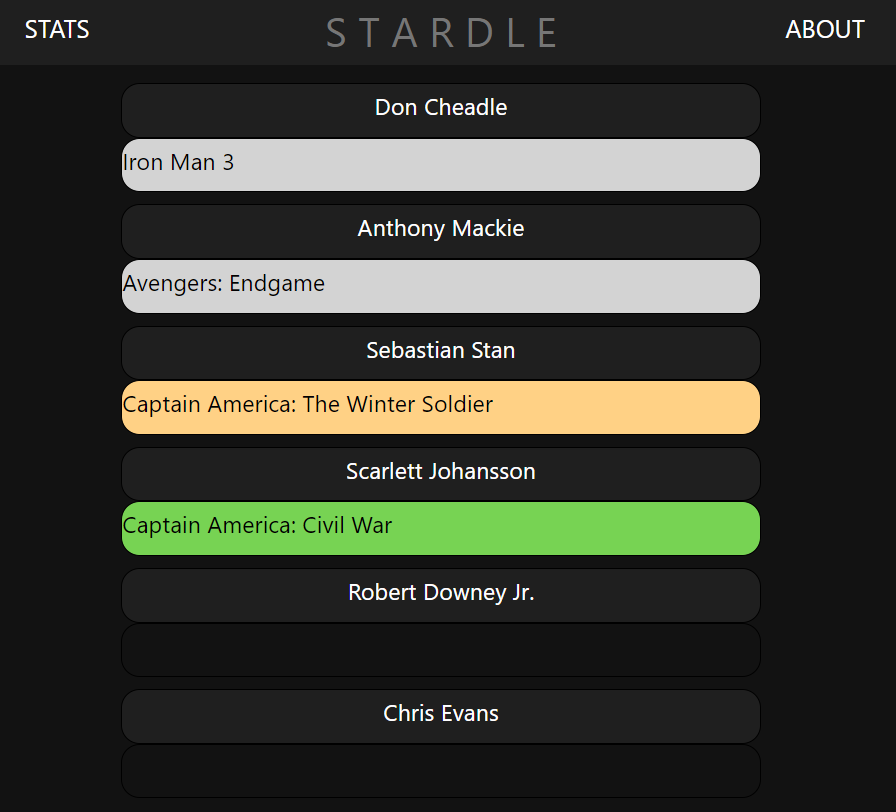 STATS
STARDLE
ABOUT
Don Cheadle
Iron Man 3
Anthony Mackie
Avengers: Endgame
Sebastian Stan
Captain America: The Winter Soldier
Scarlett Johansson
Captain America: Civil War
Robert Downey Jr.
Chris Evans